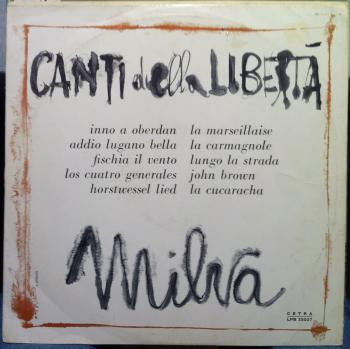 CANTI della LIBERTÀ
inno a oberdan
addio lugano bella
fischia il vento
los cuatro generales
horstwessel lied
la marseillaise
la carmagnole
lungo la strada
john brown
la cucaracha
Milva
CETRA
LPB 35027